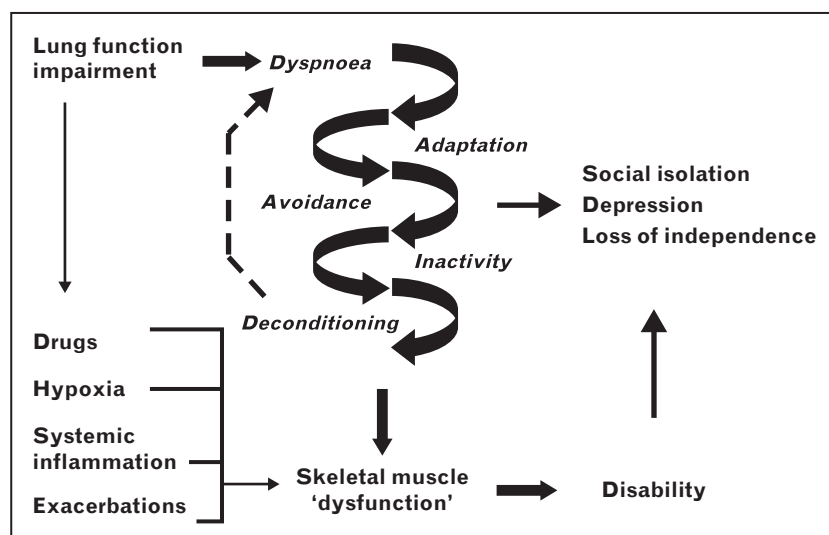 Lung function
impairment
Dyspnoea
Adaptation
Avoidance
Inactivity
Deconditioning
Social isolation
Depression
Loss of independence
Drugs
Hypoxia
Systemic
inflammation
Exacerbations
Skeletal muscle
‘dysfunction’
Disability